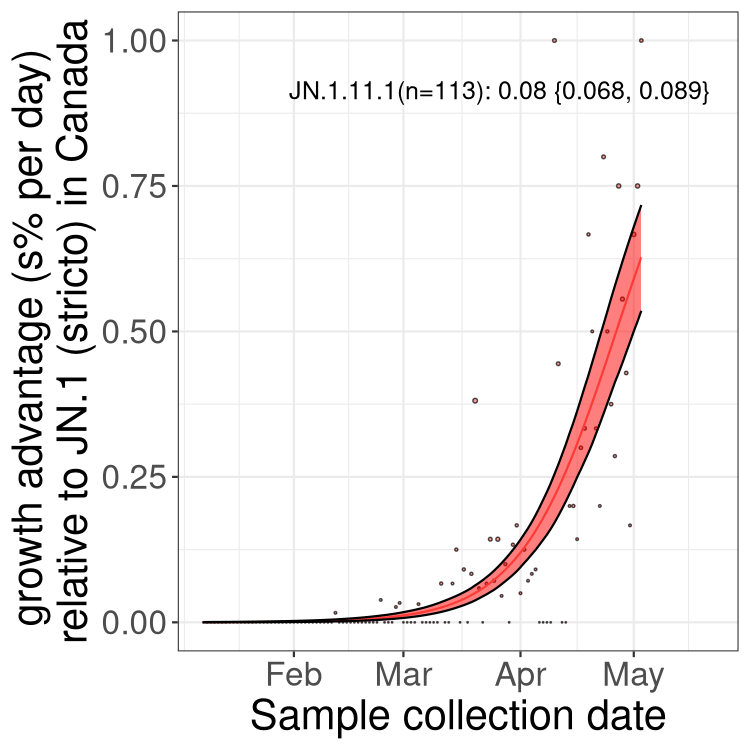 growth advantage (s% per day)
relative to JN.1 (stricto) in Canada
1.00
0.75
0.50
0.25
0.00
JN.1.11.1(n=113): 0.08 {0.068, 0.089}
Feb Mar Apr May
Sample collection date